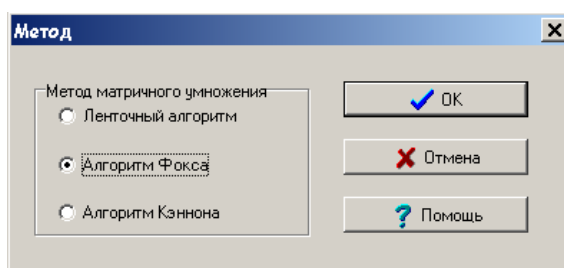 Метод
Метод матричного умножения
Ленточный алгоритм
Алгоритм Фокса
Алгоритм Кэннона
OK
Отмена
Помощь